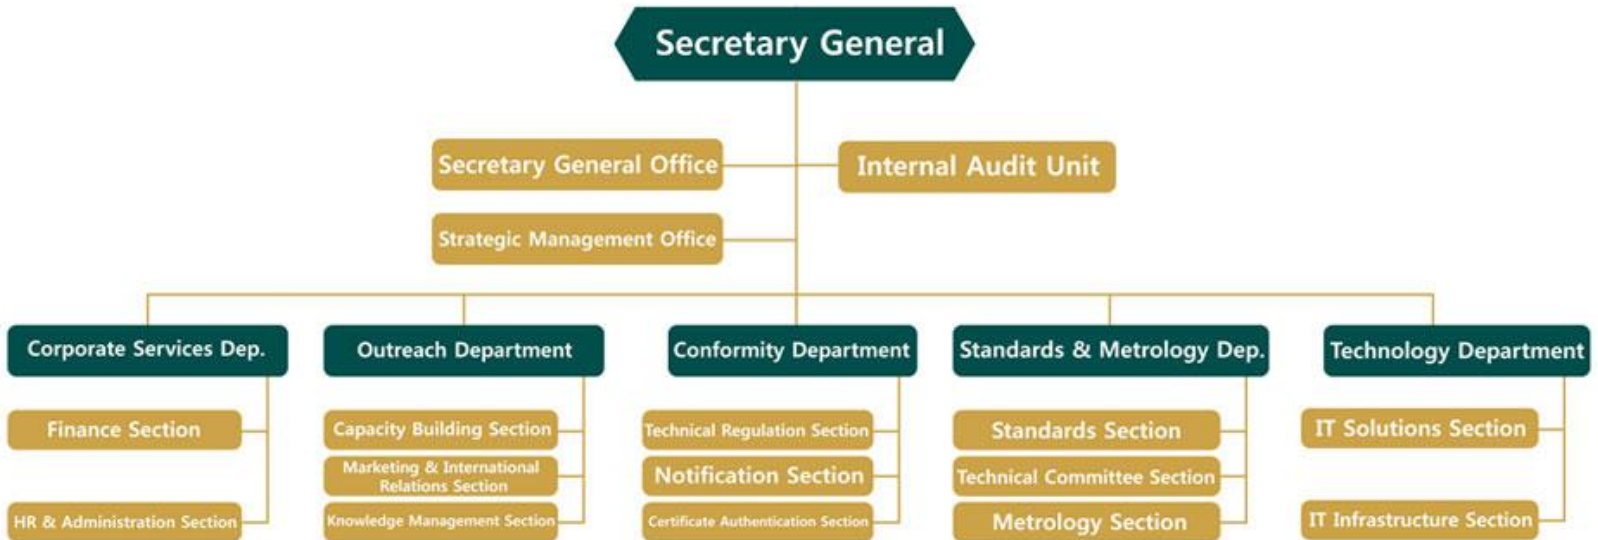 Secretary General
Secretary General Office
Internal Audit Unit
Strategic Management Office
Corporate Services Dep.
Outreach Department
Conformity Department
Standards & Metrology Dep.
Technology Department
Finance Section
Capacity Building Section
Technical Regulation Section
Standards Section
IT Solutions Section
Marketing & International
Relations Section
Notification Section
Technical Committee Section
HR & Administration Section
Knowledge Management Section
Certificate Authentication Section
Metrology Section
IT Infrastructure Section